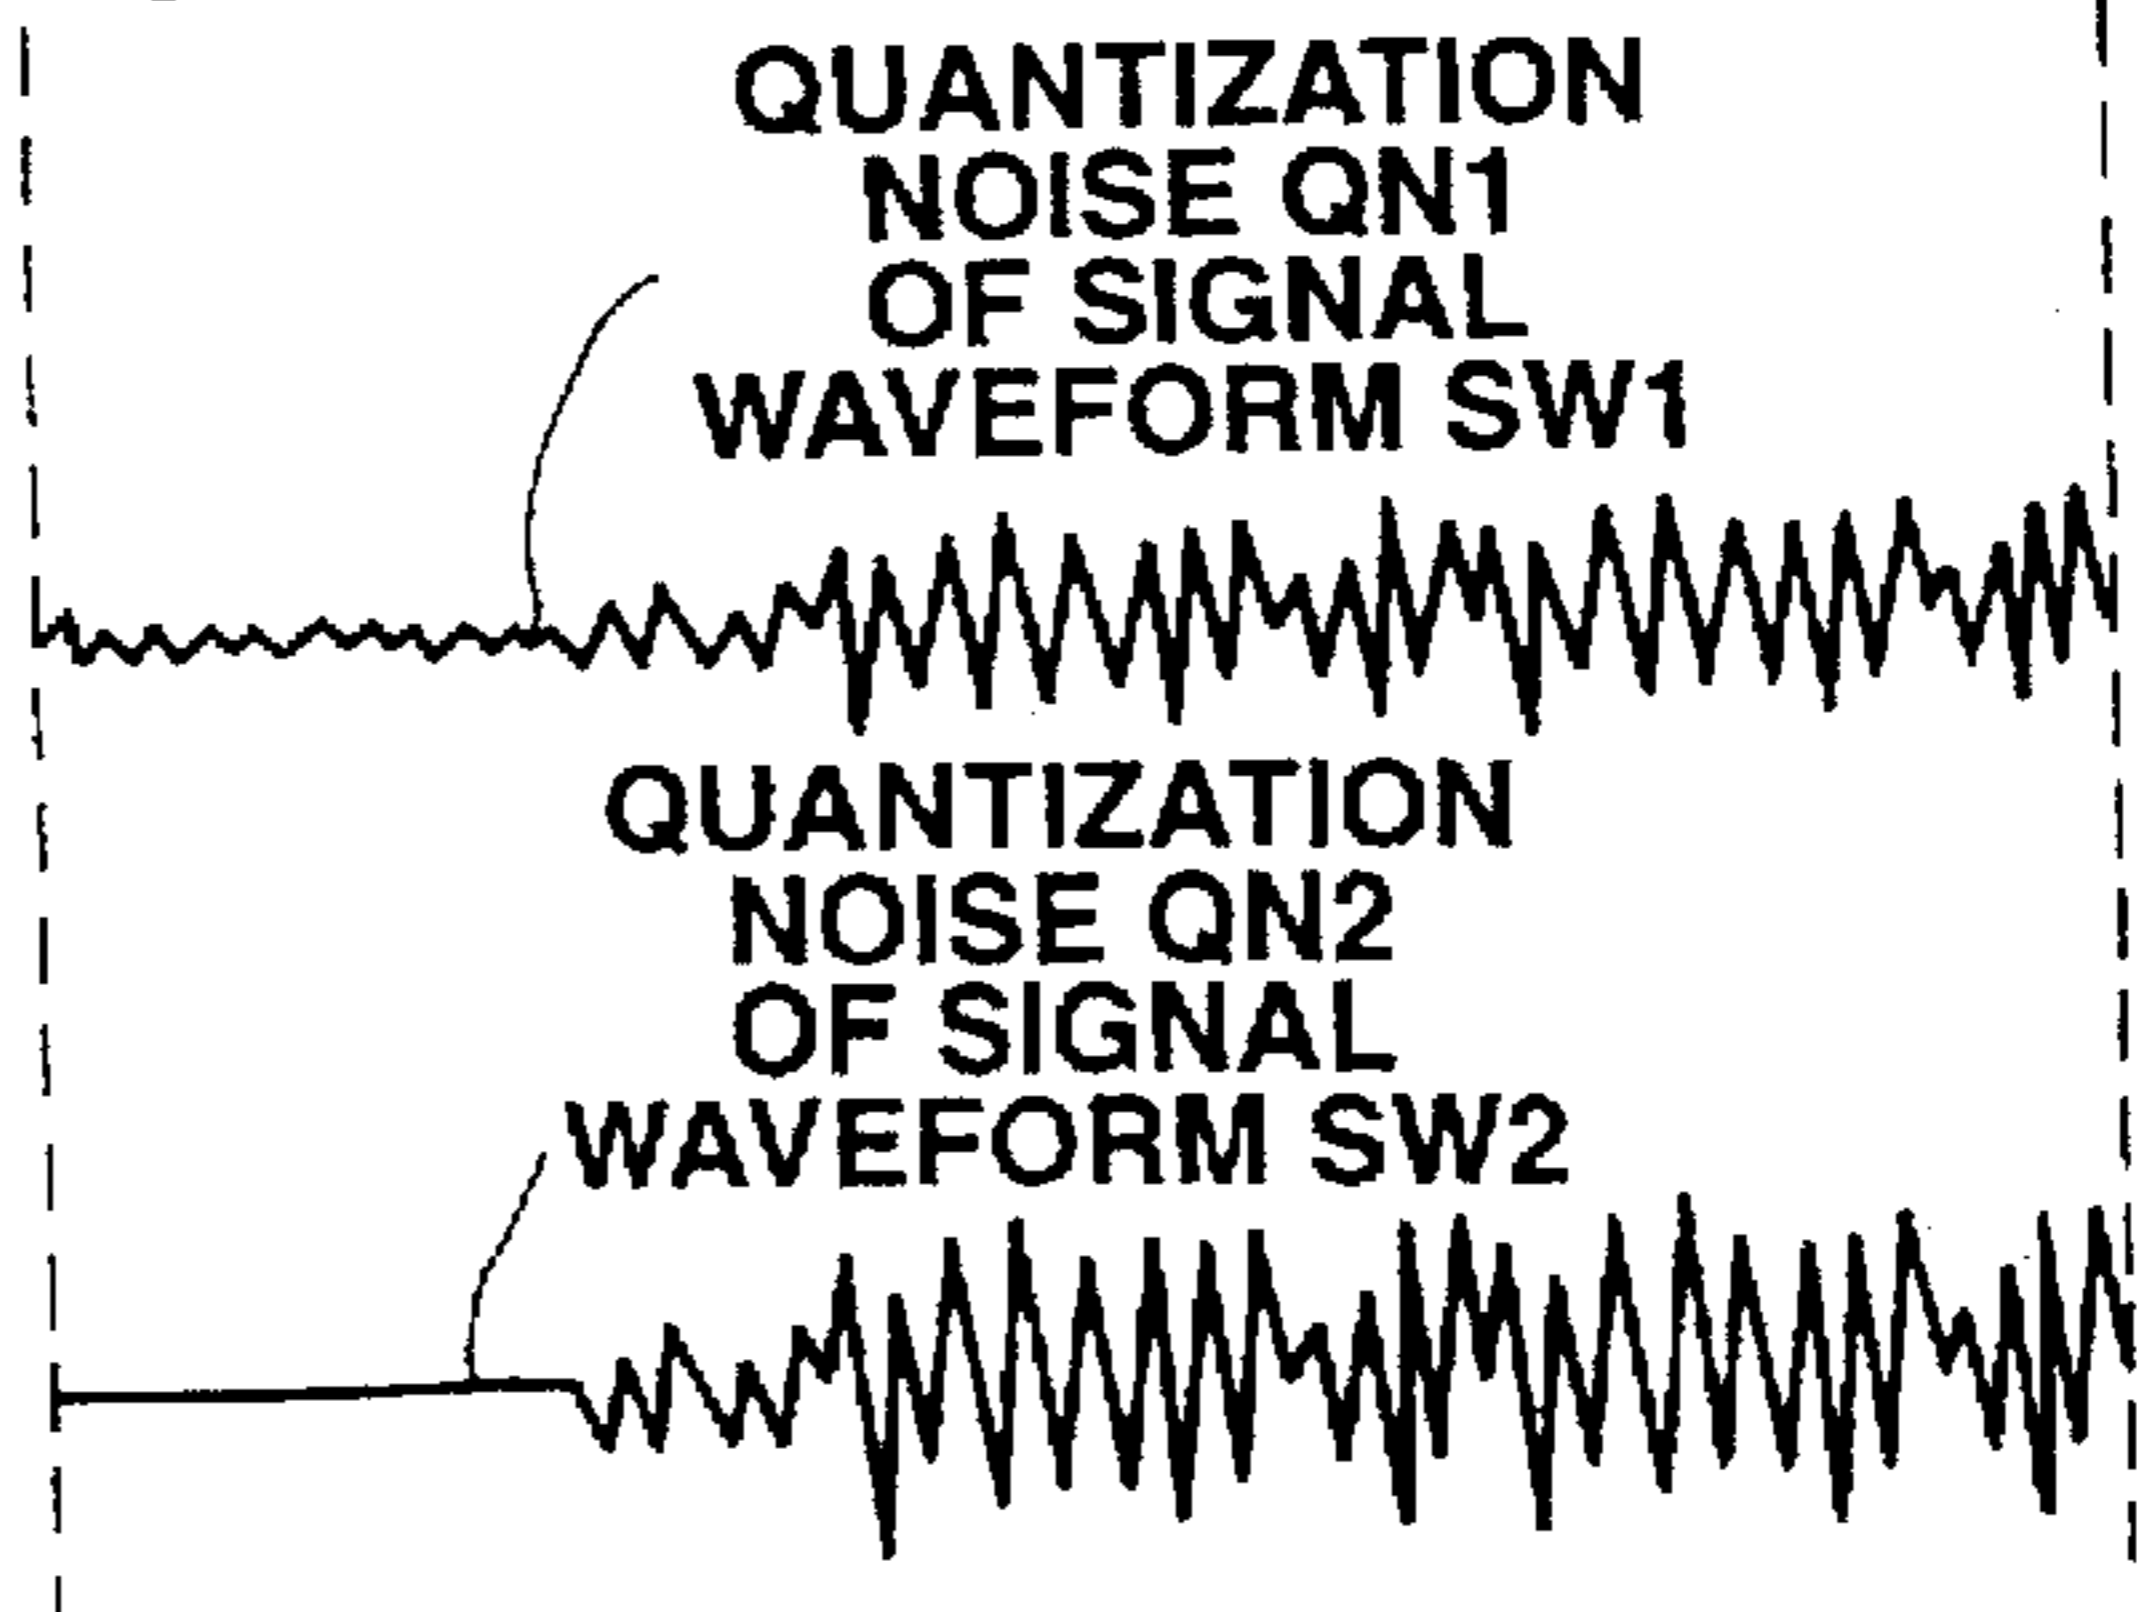 QUANTIZATION
NOISE QN1
OF SIGNAL
WAVEFORM SW1
QUANTIZATION
NOISE QN2
OF SIGNAL
WAVEFORM SW2